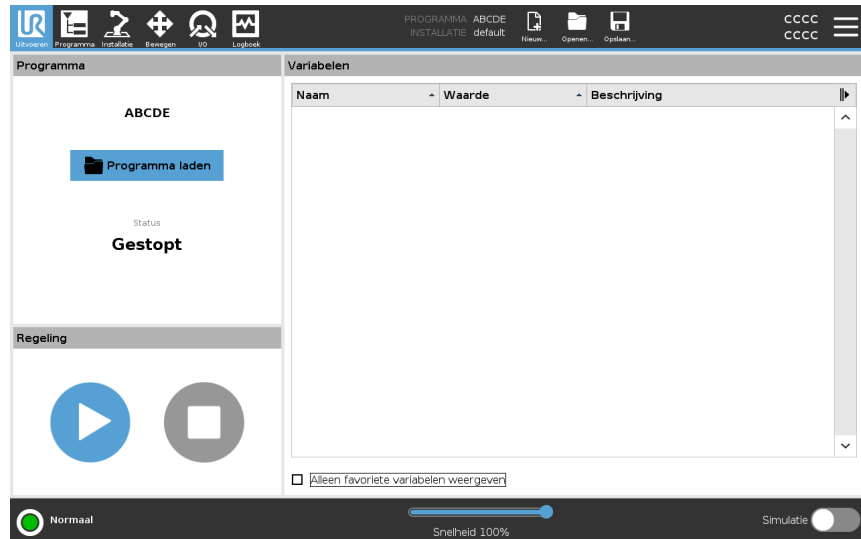 UR
Uitvoeren Programma Installatie Bewegen I/O Logboek
PROGRAMMA ABCDE
INSTALLATIE default
Nieuw... Openen... Opslaan...
CCCC
CCCC
Programma
ABCDE
Programma laden
Status
Gestopt
Regeling
Variabelen
Naam Waarde Beschrijving
Alleen favoriete variabelen weergeven
Normaal
Snelheid 100%
Simulatie